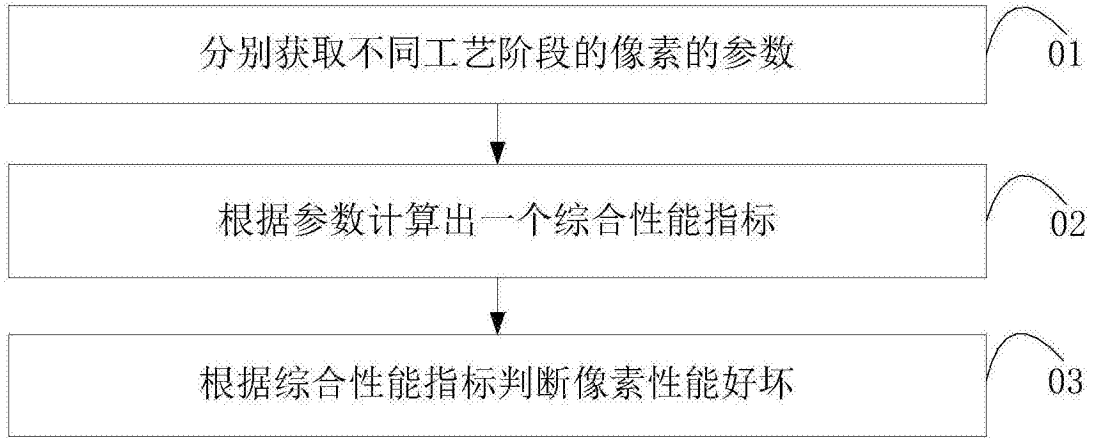 分别获取不同工艺阶段的像素的参数
01
根据参数计算出一个综合性能指标
02
根据综合性能指标判断像素性能好坏
03